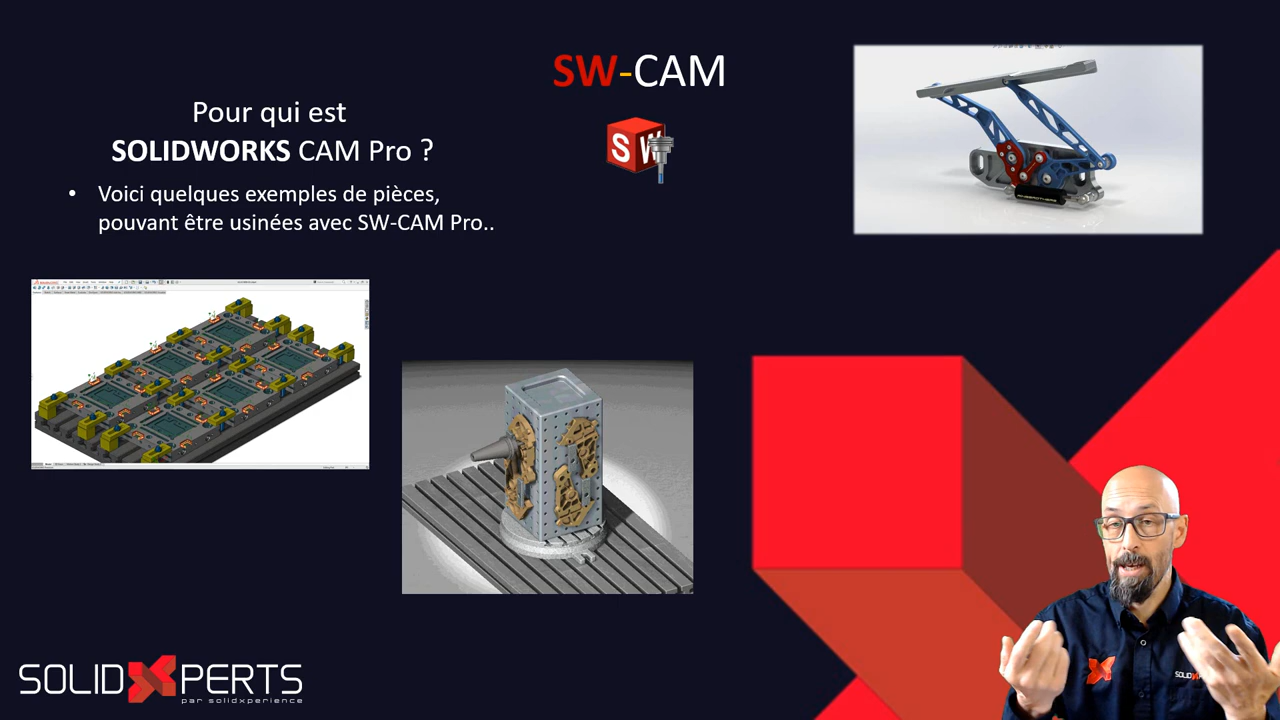 SW-CAM
Pour qui est
SOLIDWORKS CAM Pro ?
• Voici quelques exemples de pièces,
pouvant être usinées avec SW-CAM Pro..
SW
SOLIDXPERTS
par solidxperience